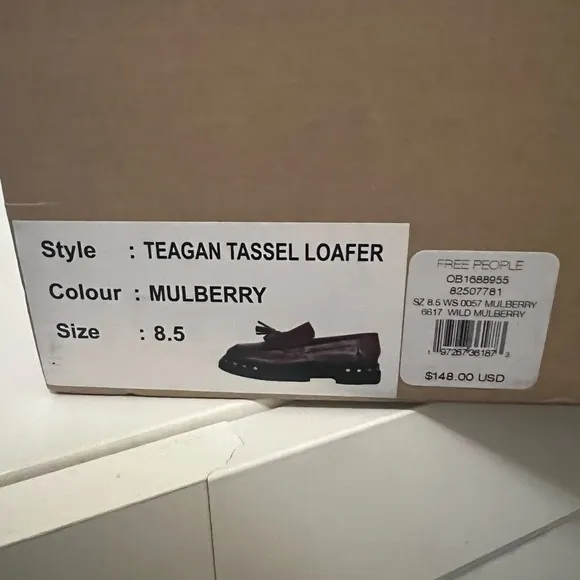 Style : TEAGAN TASSEL LOAFER
Colour : MULBERRY
Size : 8.5
FREE PEOPLE
OB1688955
82507781
SZ 8.5 WS 0057 MULBERRY
6617 WILD MULBERRY
1 97267 36187 3
$148.00 USD